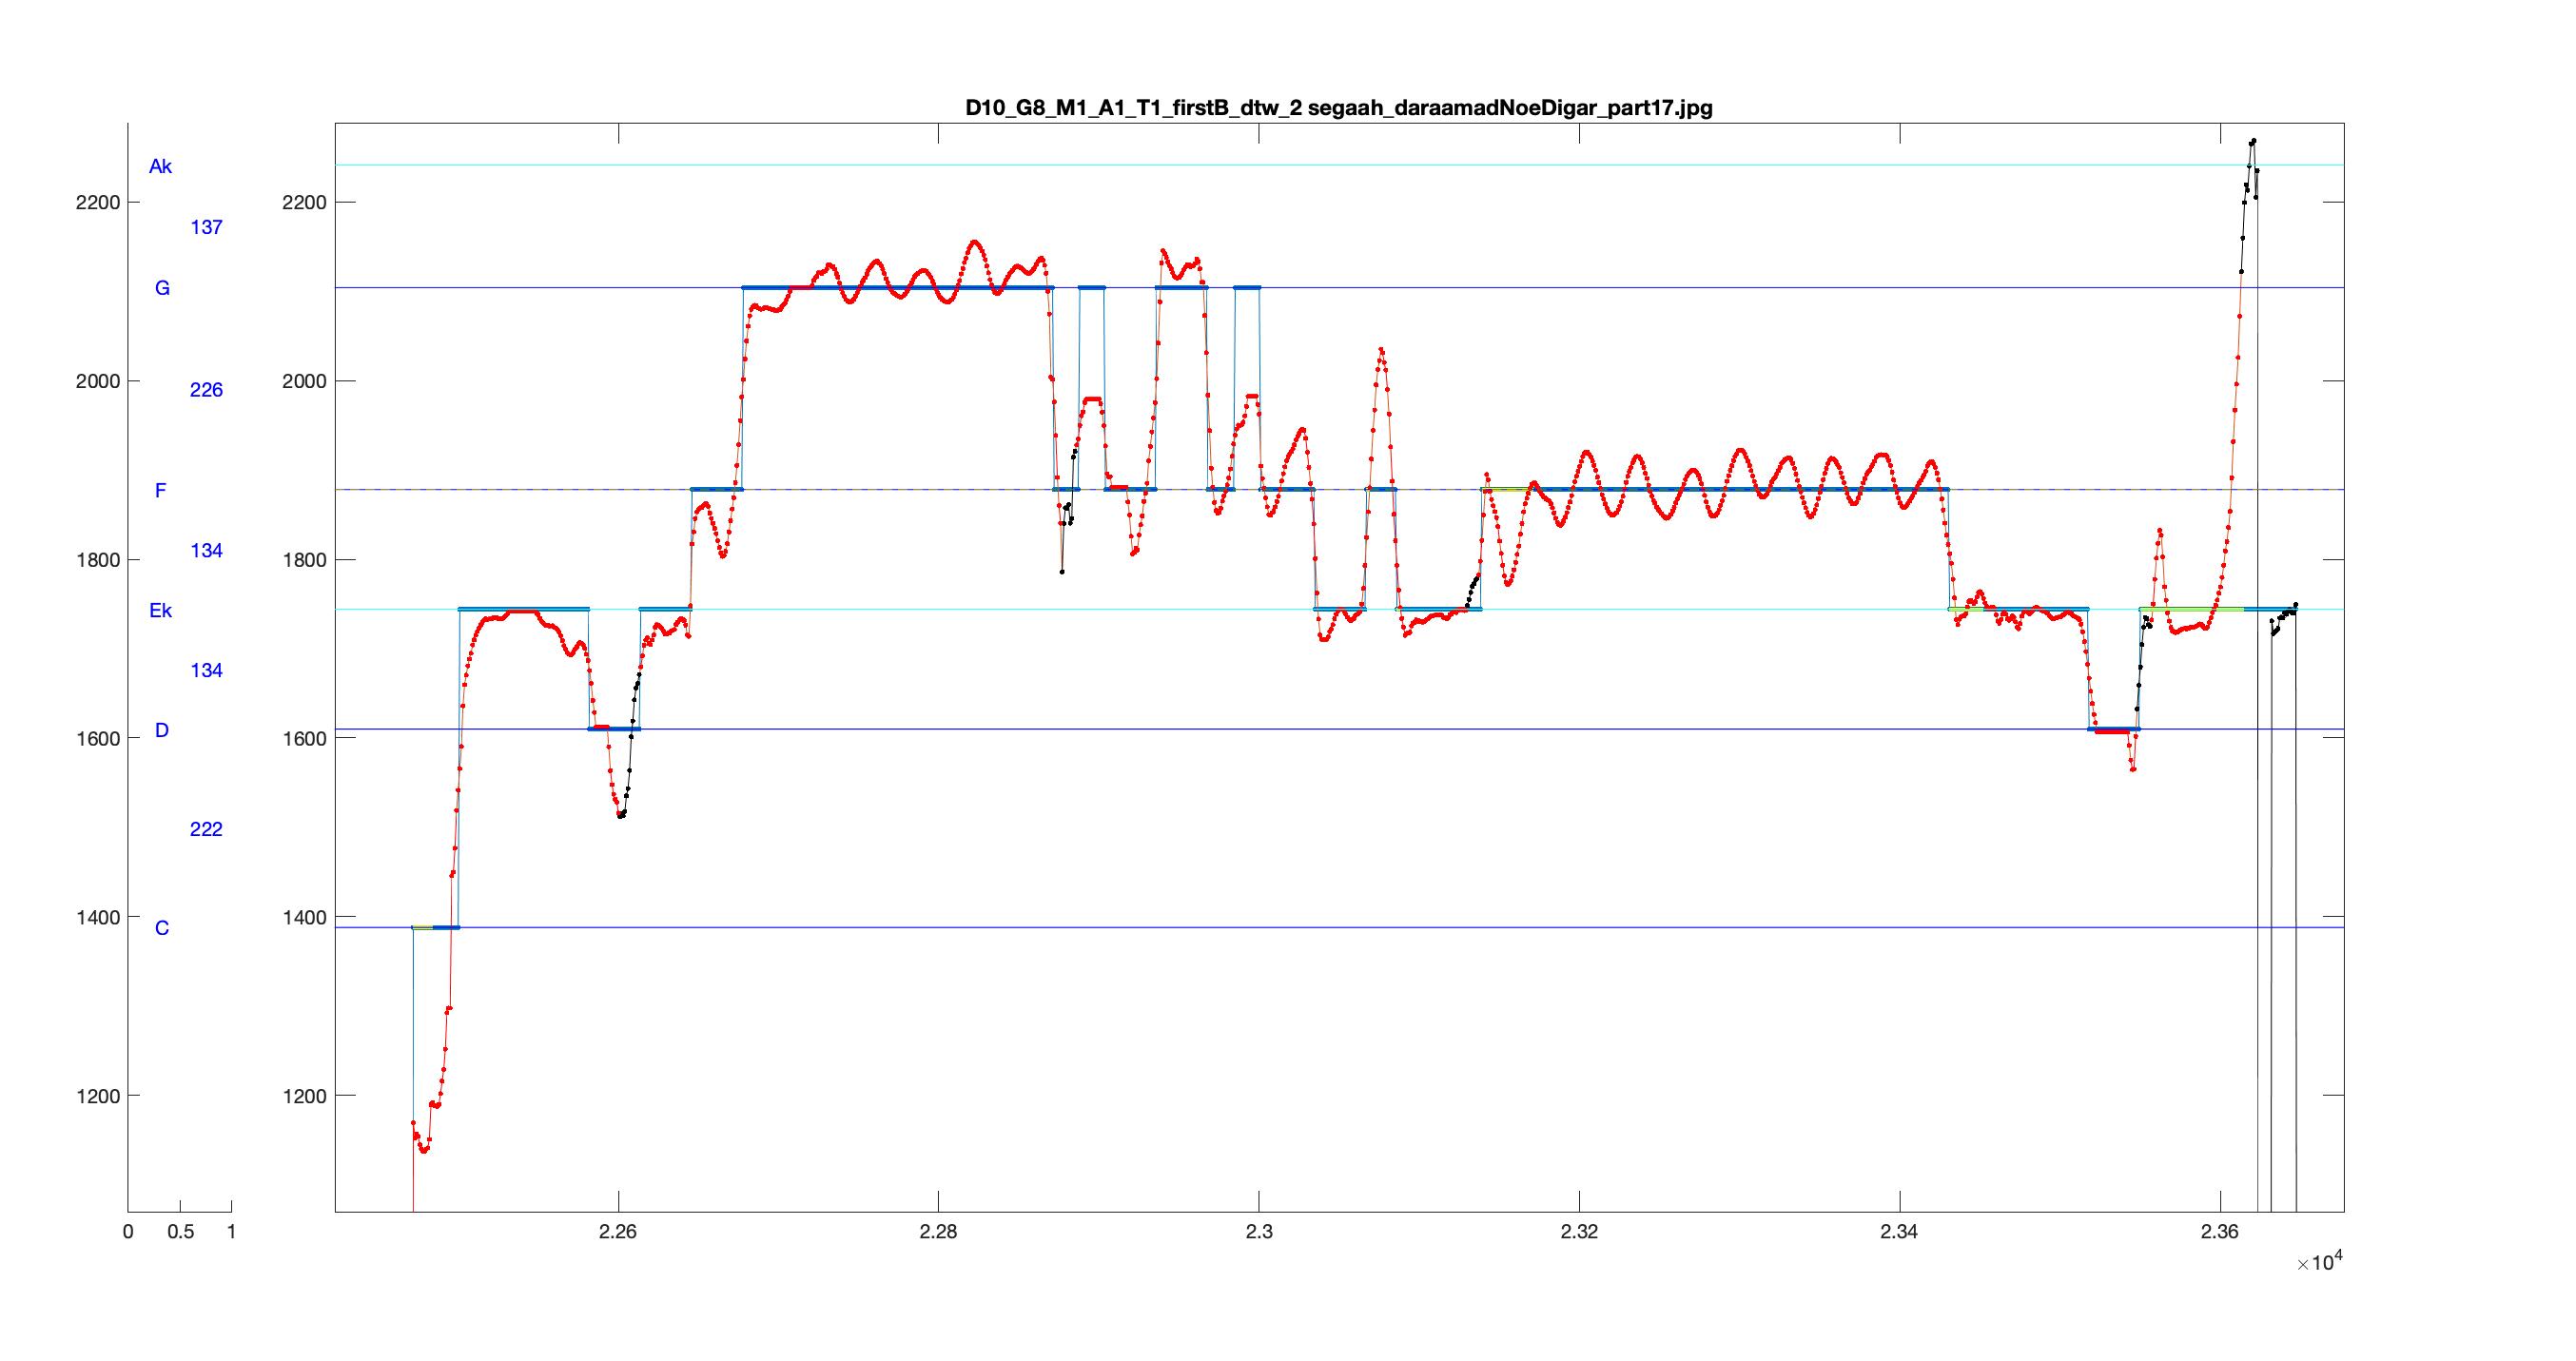 D10_G8_M1_A1_T1_firstB_dtw_2 segaah_daraamadNoeDigar_part17.jpg
Ak
2200 2200
137
G
2000 226 2000
F
134
1800 1800
Ek
134
D
1600 1600
222
C
1400 1400
1200 1200
0 0.5 1 2.26 2.28 2.3 2.32 2.34 2.36
×10⁴